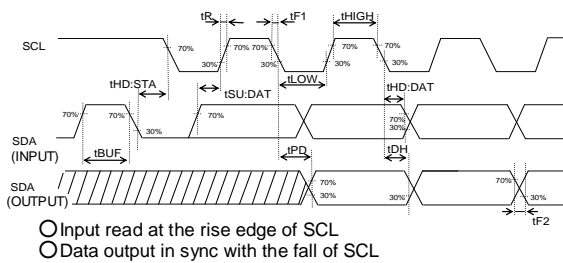 tR tF1 tHIGH
SCL 70% 70% 70% 70% 70% 70%
30% 30% 30% 30%
tHD:STA tLOW
tSU:DAT tHD:DAT
70% 70% 70% 70%
30% 30%
SDA
(INPUT)
tBUF tPD tDH
SDA
(OUTPUT)
70% 70%
30% 30% 30%
tF2
○Input read at the rise edge of SCL
○Data output in sync with the fall of SCL